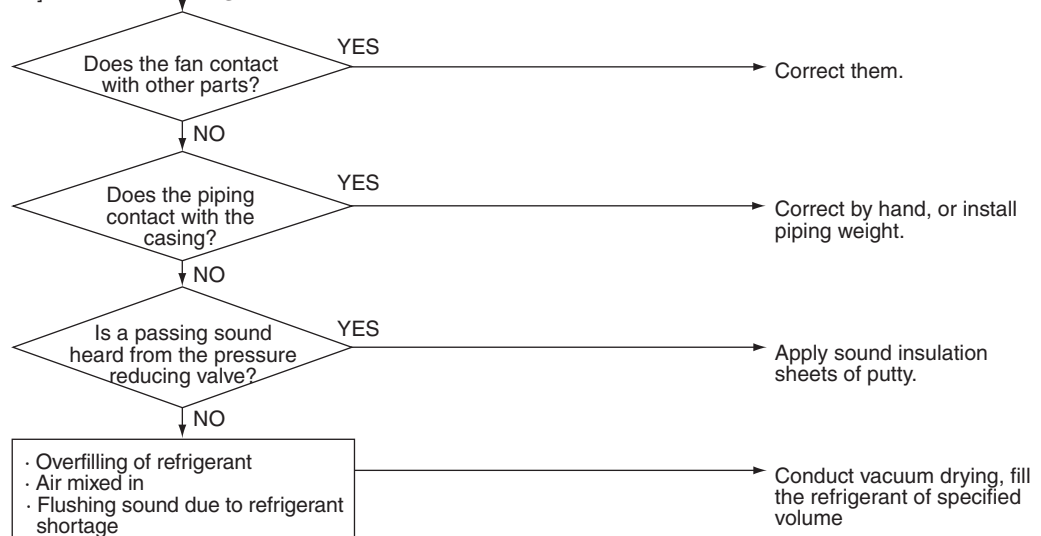 YES
Does the fan contact
with other parts?
Correct them.
NO
YES
Does the piping
contact with the
casing?
Correct by hand, or install
piping weight.
NO
YES
Is a passing sound
heard from the pressure
reducing valve?
Apply sound insulation
sheets of putty.
NO
· Overfilling of refrigerant
· Air mixed in
· Flushing sound due to refrigerant
shortage
Conduct vacuum drying, fill
the refrigerant of specified
volume